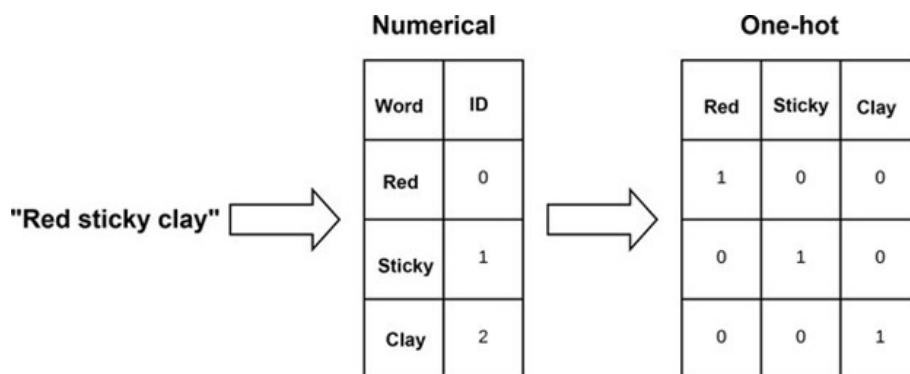 Numerical
One-hot
"Red sticky clay"
Word ID
Red 0
Sticky 1
Clay 2
Red Sticky Clay
1 0 0
0 1 0
0 0 1